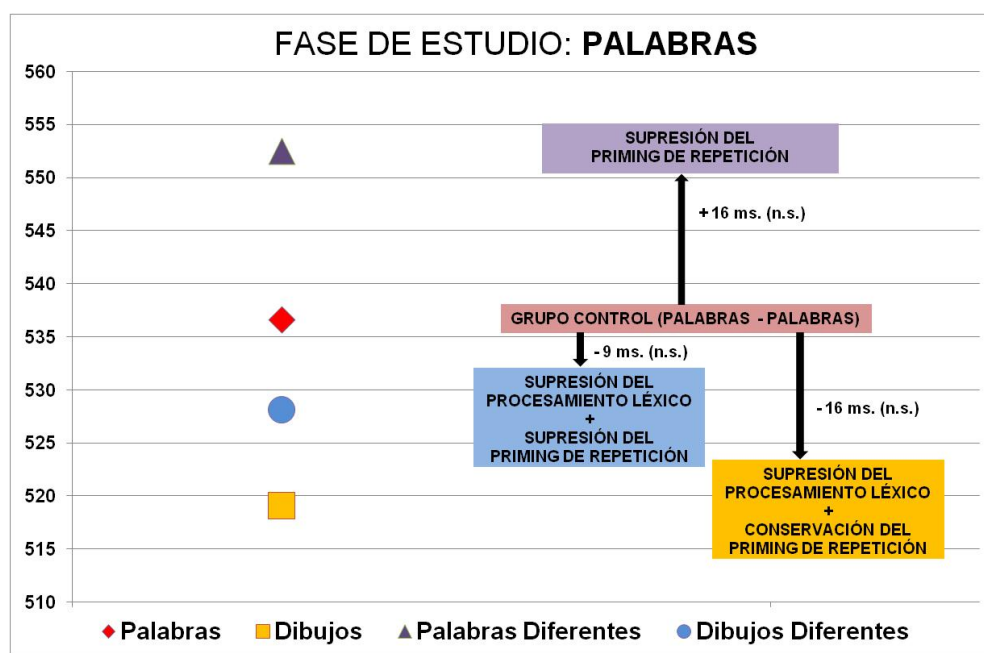 FASE DE ESTUDIO: PALABRAS
560
555
550
545
540
535
530
525
520
515
510
SUPRESIÓN DEL
PRIMING DE REPETICIÓN
+16 ms. (n.s.)
GRUPO CONTROL (PALABRAS - PALABRAS)
-9 ms. (n.s.)
SUPRESIÓN DEL
PROCESAMIENTO LÉXICO
+
SUPRESIÓN DEL
PRIMING DE REPETICIÓN
-16 ms. (n.s.)
SUPRESIÓN DEL
PROCESAMIENTO LÉXICO
+
CONSERVACIÓN DEL
PRIMING DE REPETICIÓN
Palabras Dibujos Palabras Diferentes Dibujos Diferentes